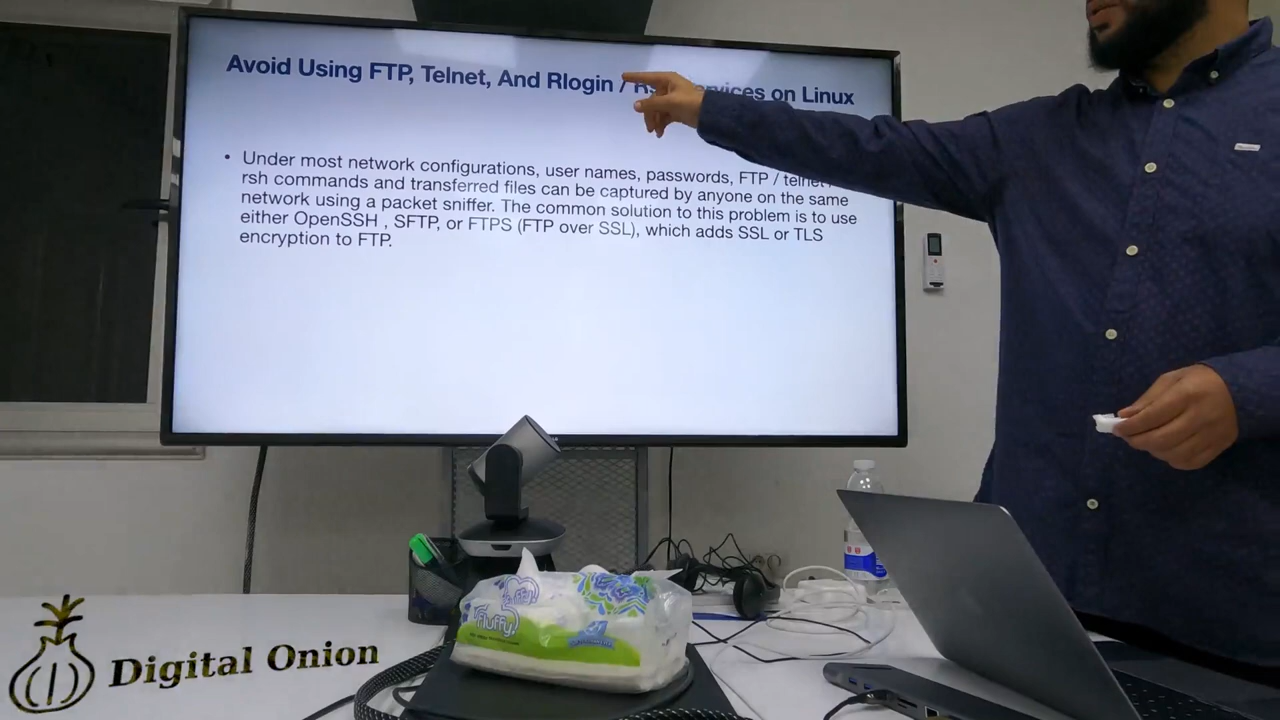 Avoid Using FTP, Telnet, And Rlogin / Services on Linux
• Under most network configurations, user names, passwords, FTP / telnet
rsh commands and transferred files can be captured by anyone on the same
network using a packet sniffer. The common solution to this problem is to use
either OpenSSH , SFTP, or FTPS (FTP over SSL), which adds SSL or TLS
encryption to FTP.
fluffy!
Digital Onion